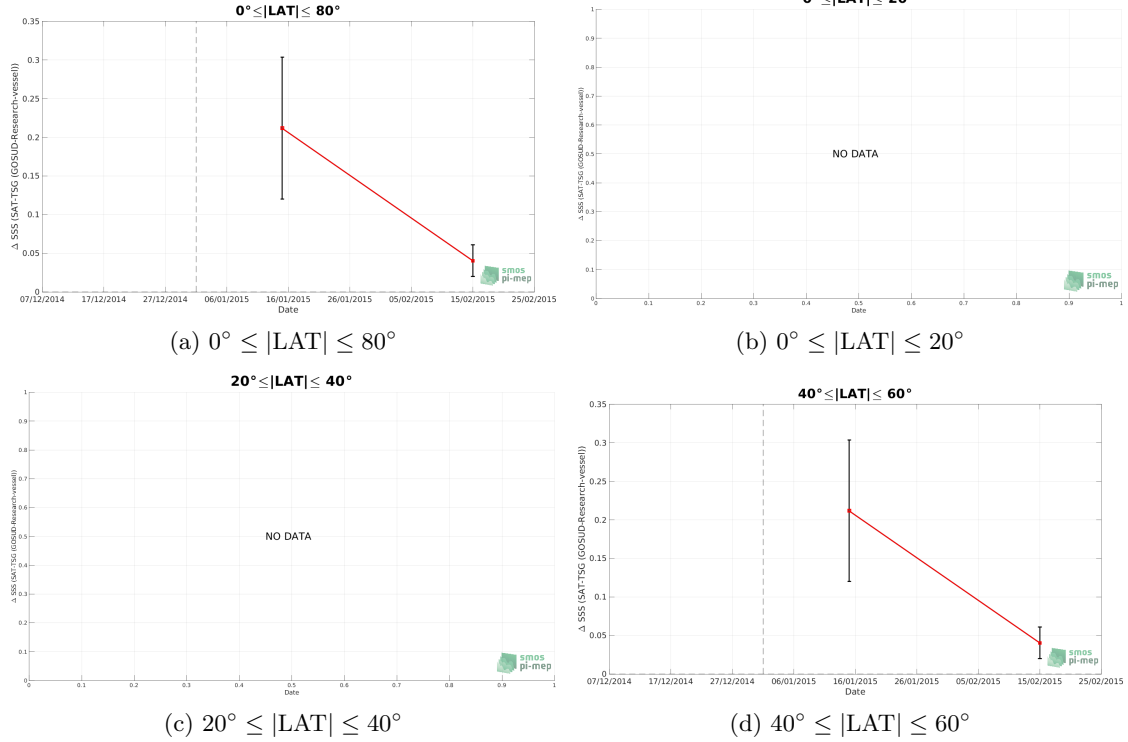 0°≤|LAT|≤ 80°
0.35
0.3
0.25
0.2
0.15
0.1
0.05
0
Δ SSS (SAT-TSG (GOSUD-Research-vessel))
07/12/2014 17/12/2014 27/12/2014 06/01/2015 16/01/2015 26/01/2015 05/02/2015 15/02/2015 25/02/2015
Date
smos
pi-mep
(a) 0° ≤ |LAT| ≤ 80°
1
0.9
0.8
0.7
0.6
0.5
0.4
0.3
0.2
0.1
0
Δ SSS (SAT-TSG (GOSUD-Research-vessel))
NO DATA
0 0.1 0.2 0.3 0.4 0.5 0.6 0.7 0.8 0.9 1
Date
smos
pi-mep
(b) 0° ≤ |LAT| ≤ 20°
20°≤|LAT|≤ 40°
1
0.9
0.8
0.7
0.6
0.5
0.4
0.3
0.2
0.1
0
Δ SSS (SAT-TSG (GOSUD-Research-vessel))
NO DATA
0 0.1 0.2 0.3 0.4 0.5 0.6 0.7 0.8 0.9 1
Date
smos
pi-mep
(c) 20° ≤ |LAT| ≤ 40°
40°≤|LAT|≤ 60°
0.35
0.3
0.25
0.2
0.15
0.1
0.05
0
Δ SSS (SAT-TSG (GOSUD-Research-vessel))
07/12/2014 17/12/2014 27/12/2014 06/01/2015 16/01/2015 26/01/2015 05/02/2015 15/02/2015 25/02/2015
Date
smos
pi-mep
(d) 40° ≤ |LAT| ≤ 60°